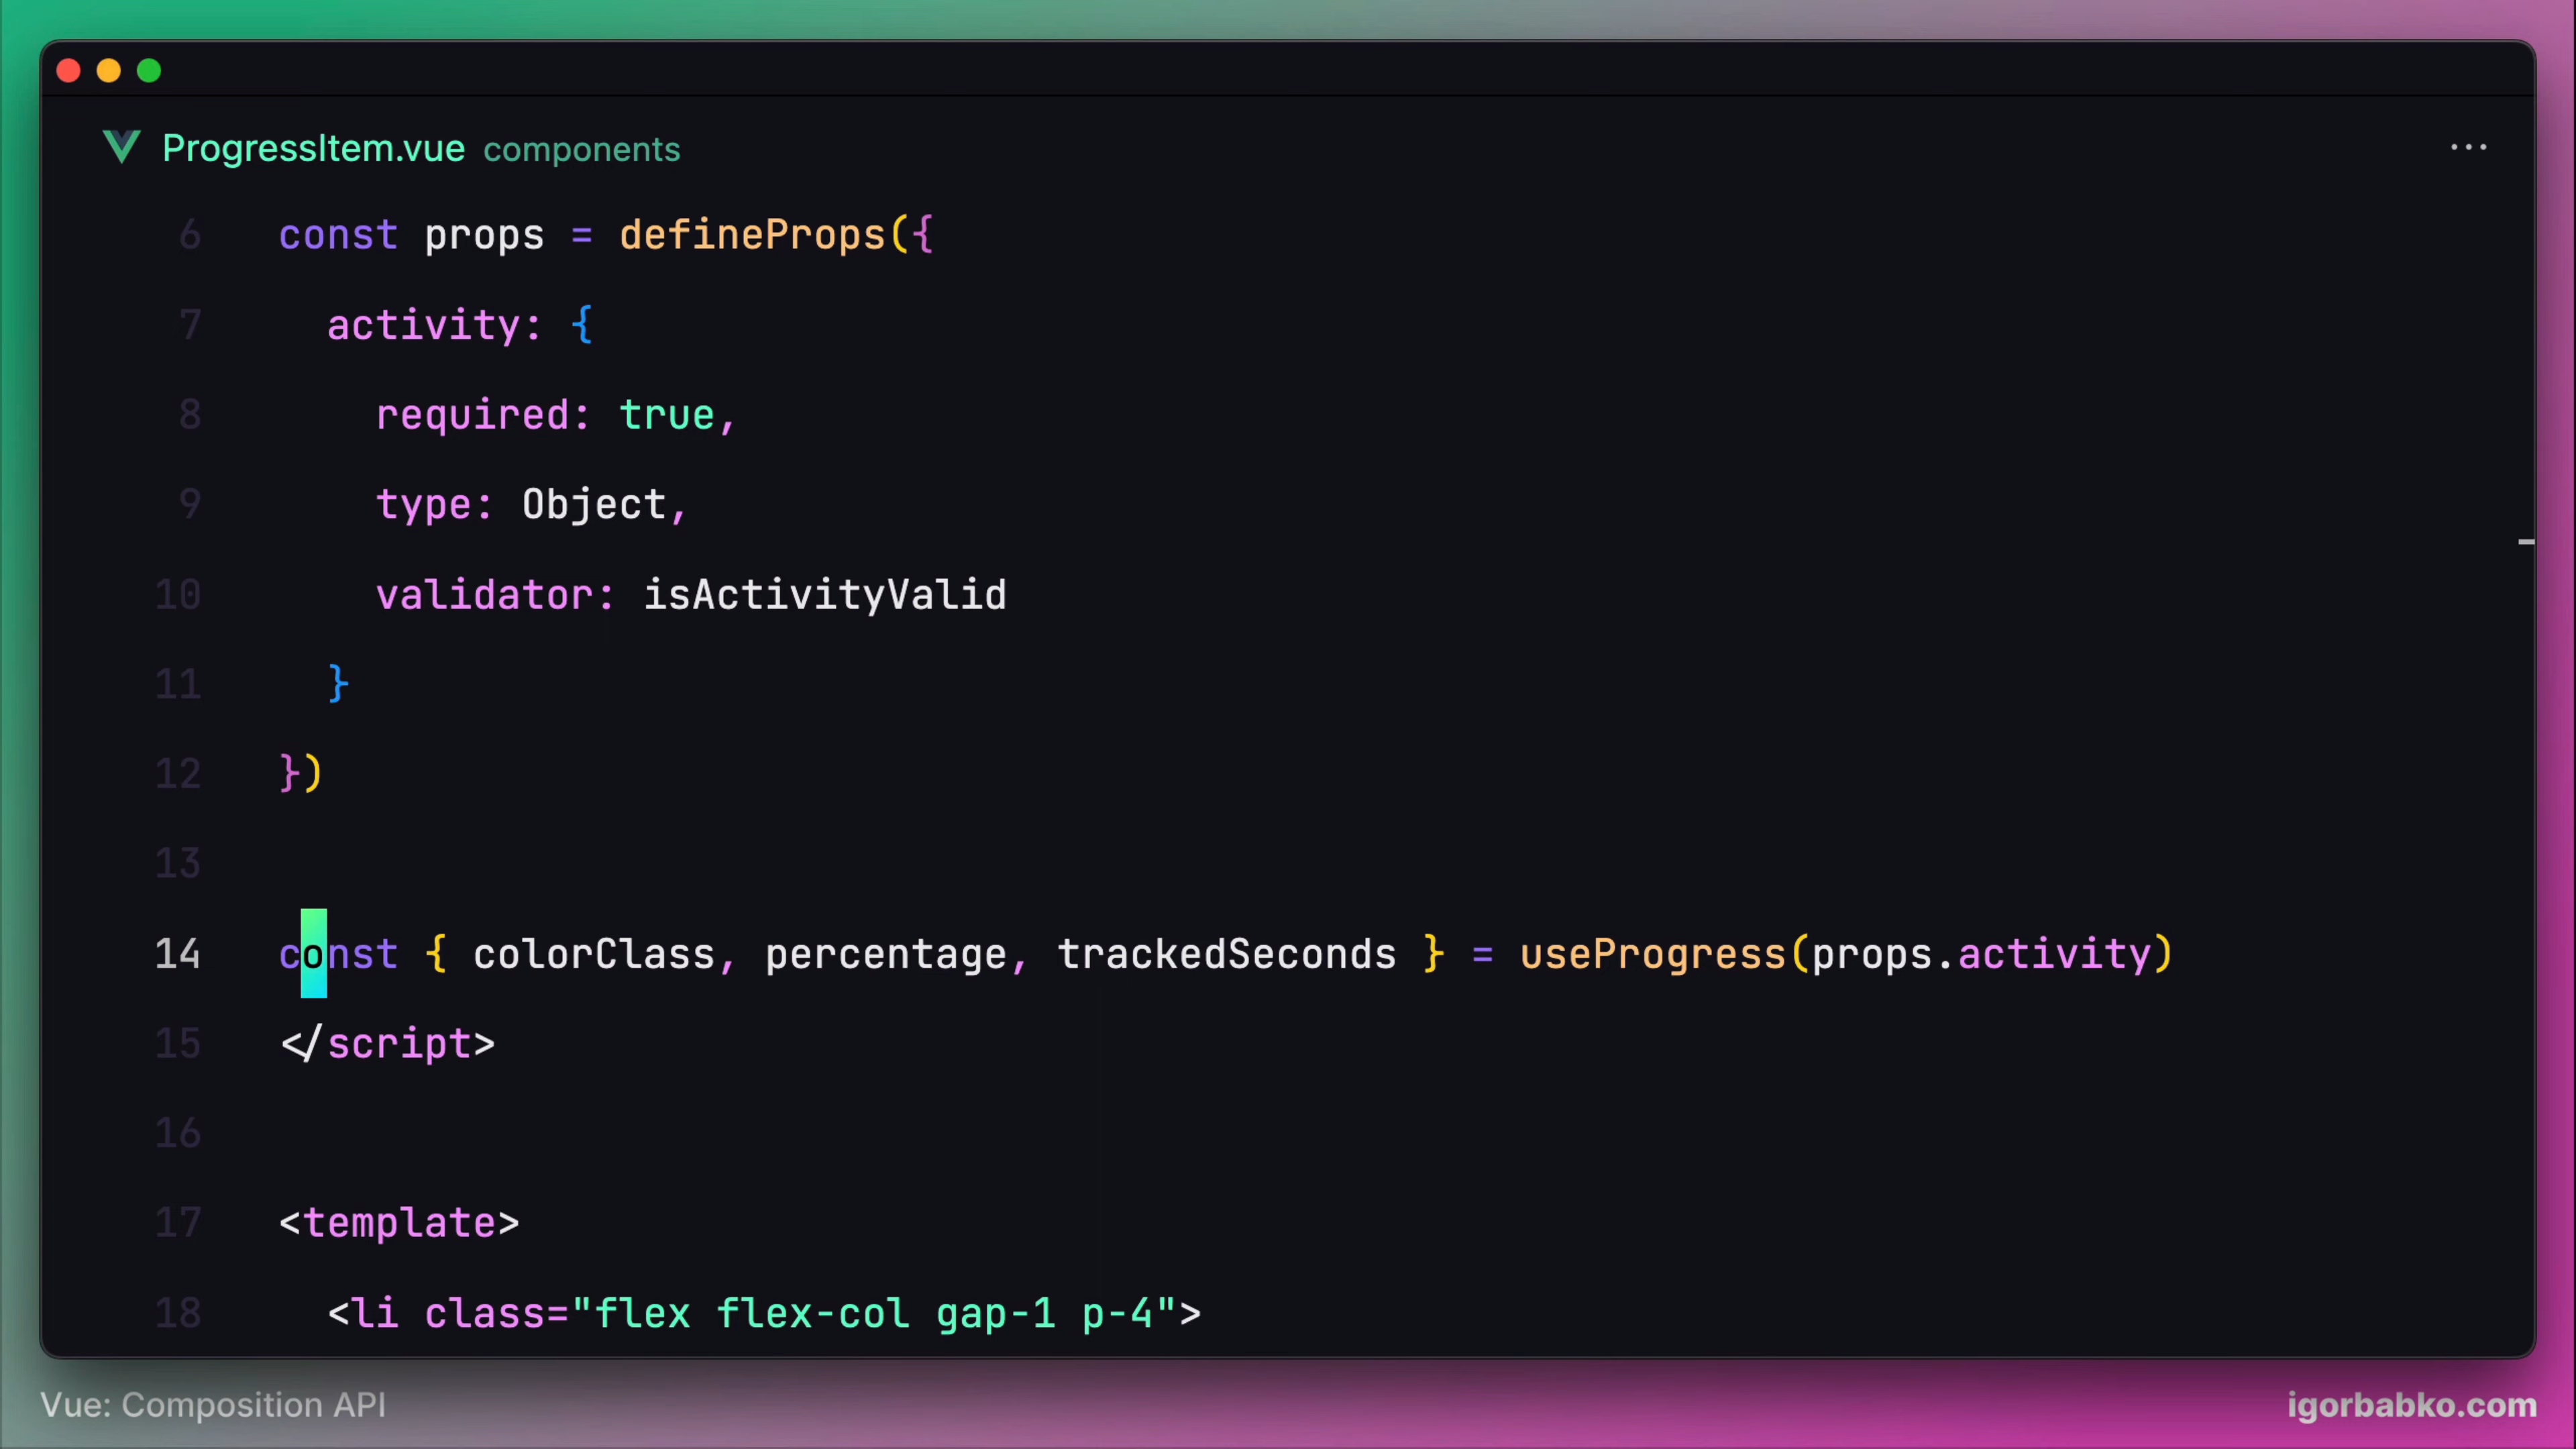 ProgressItem.vue components
6 const props = defineProps({
7 activity: {
8 required: true,
9 type: Object,
10 validator: isActivityValid
11 }
12 })
13
14 const { colorClass, percentage, trackedSeconds } = useProgress(props.activity)
15 </script>
16
17 <template>
18 <li class="flex flex-col gap-1 p-4">
Vue: Composition API
igorbabko.com